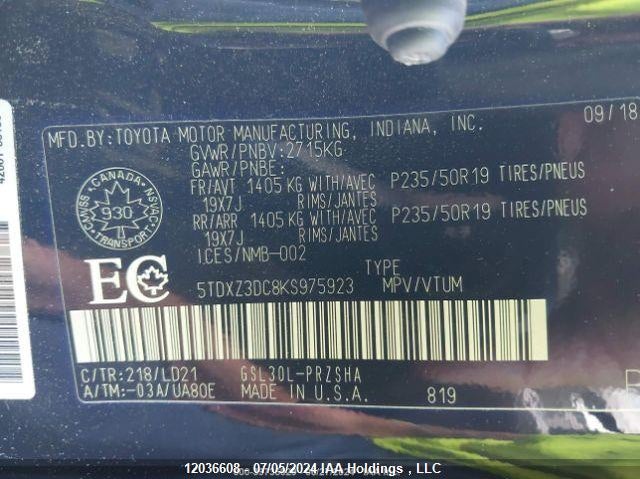 MFD.BY:TOYOTA MOTOR MANUFACTURING, INDIANA, INC. 09/18
GVWR/PNBV:2715KG
GAWR/PNBE:
FR/AVT 1405 KG WITH/AVEC P235/50R19 TIRES/PNEUS
19X7J RIMS/JANTES
RR/ARR 1405 KG WITH/AVEC P235/50R19 TIRES/PNEUS
19X7J RIMS/JANTES
ICES/NMB-002
CANADA
930
TRANSPORT
EC
TYPE
5TDXZ3DC8KS975923 MPV/VTUM
C/TR:218/LD21 GSL30L-PRZSHA
A/TM:-03A/UA80E MADE IN U.S.A. 819
12036608 07/05/2024 IAA Holdings , LLC